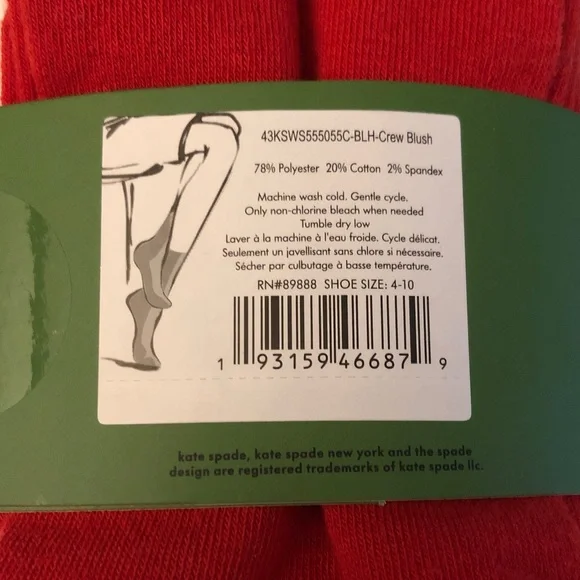 43KSWS555055C-BLH-Crew Blush
78% Polyester 20% Cotton 2% Spandex
Machine wash cold. Gentle cycle.
Only non-chlorine bleach when needed
Tumble dry low
Laver à la machine à l'eau froide. Cycle délicat.
Seulement un javellisant sans chlore si nécessaire.
Sécher par culbutage à basse température.
RN#89888 SHOE SIZE: 4-10
1 93159 46687 9
kate spade, kate spade new york and the spade
design are registered trademarks of kate spade llc.